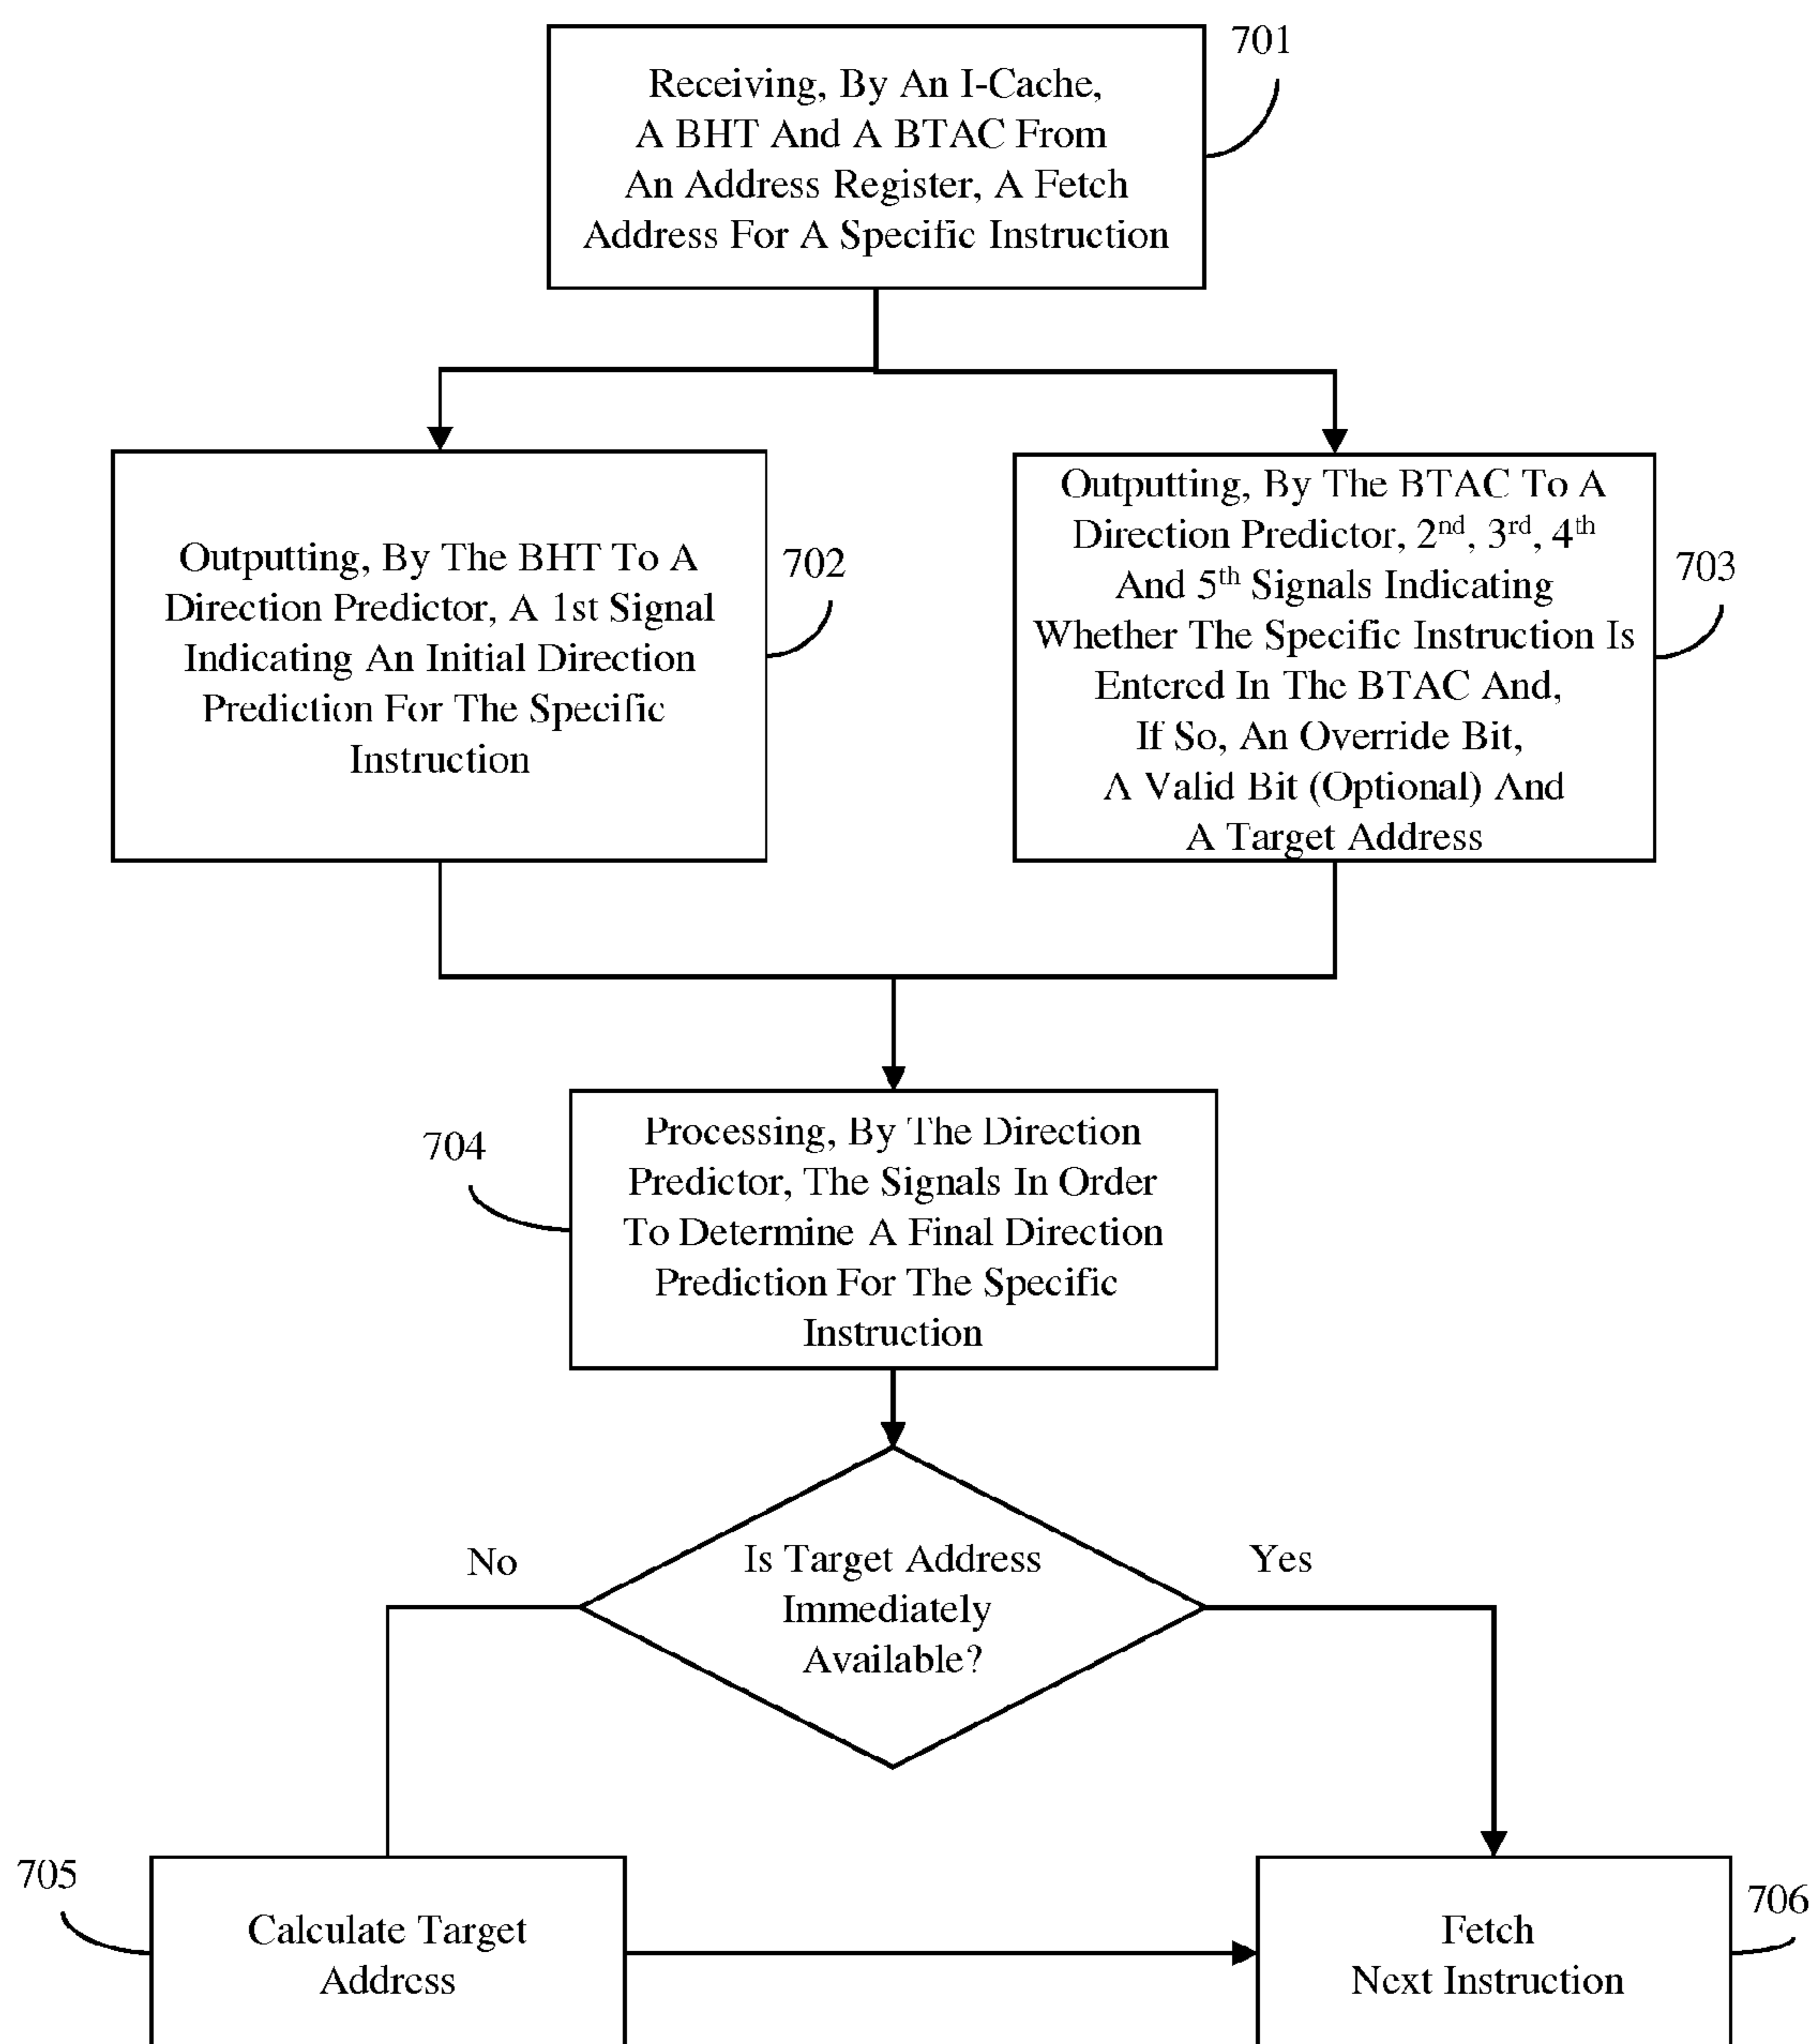 701
Receiving, By An I-Cache,
A BHT And A BTAC From
An Address Register, A Fetch
Address For A Specific Instruction
Outputting, By The BHT To A
Direction Predictor, A 1st Signal
Indicating An Initial Direction
Prediction For The Specific
Instruction
702
Outputting, By The BTAC To A
Direction Predictor, 2nd, 3rd, 4th
And 5th Signals Indicating
Whether The Specific Instruction Is
Entered In The BTAC And,
If So, An Override Bit,
A Valid Bit (Optional) And
A Target Address
703
704
Processing, By The Direction
Predictor, The Signals In Order
To Determine A Final Direction
Prediction For The Specific
Instruction
No
Is Target Address
Immediately
Available?
Yes
705
Calculate Target
Address
Fetch
Next Instruction
706